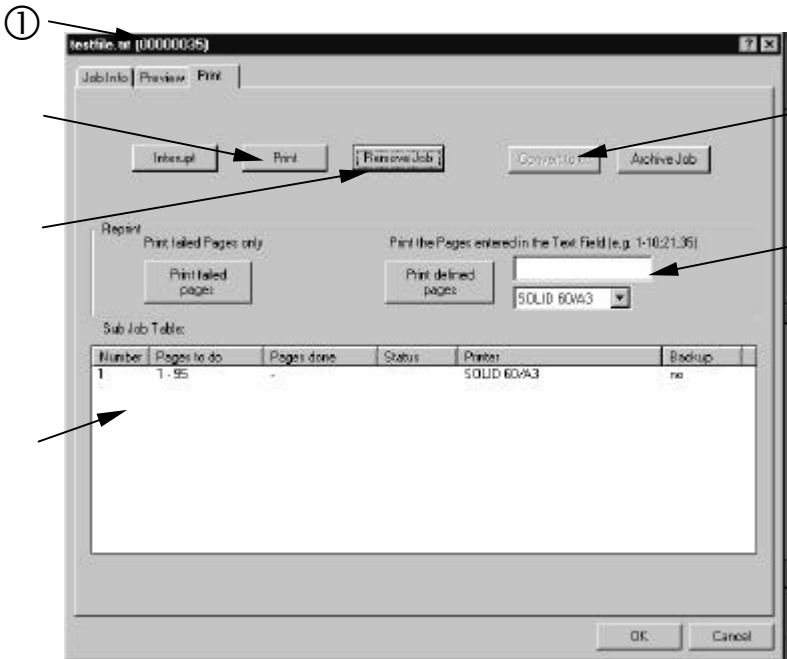 ①
testfile.tif (00000035)
Job Info Preview Print
Interrupt Print Remove Job Convert to... Archive Job
Reprint
Print failed Pages only Print the Pages entered in the Text Field (e.g. 1-10;21;35)
Print failed pages
Print defined pages
SOLID 60/A3
Sub Job Table:
Number Pages to do Pages done Status Printer Backup
1 1 - 95 - SOLID 60/A3 no
OK Cancel